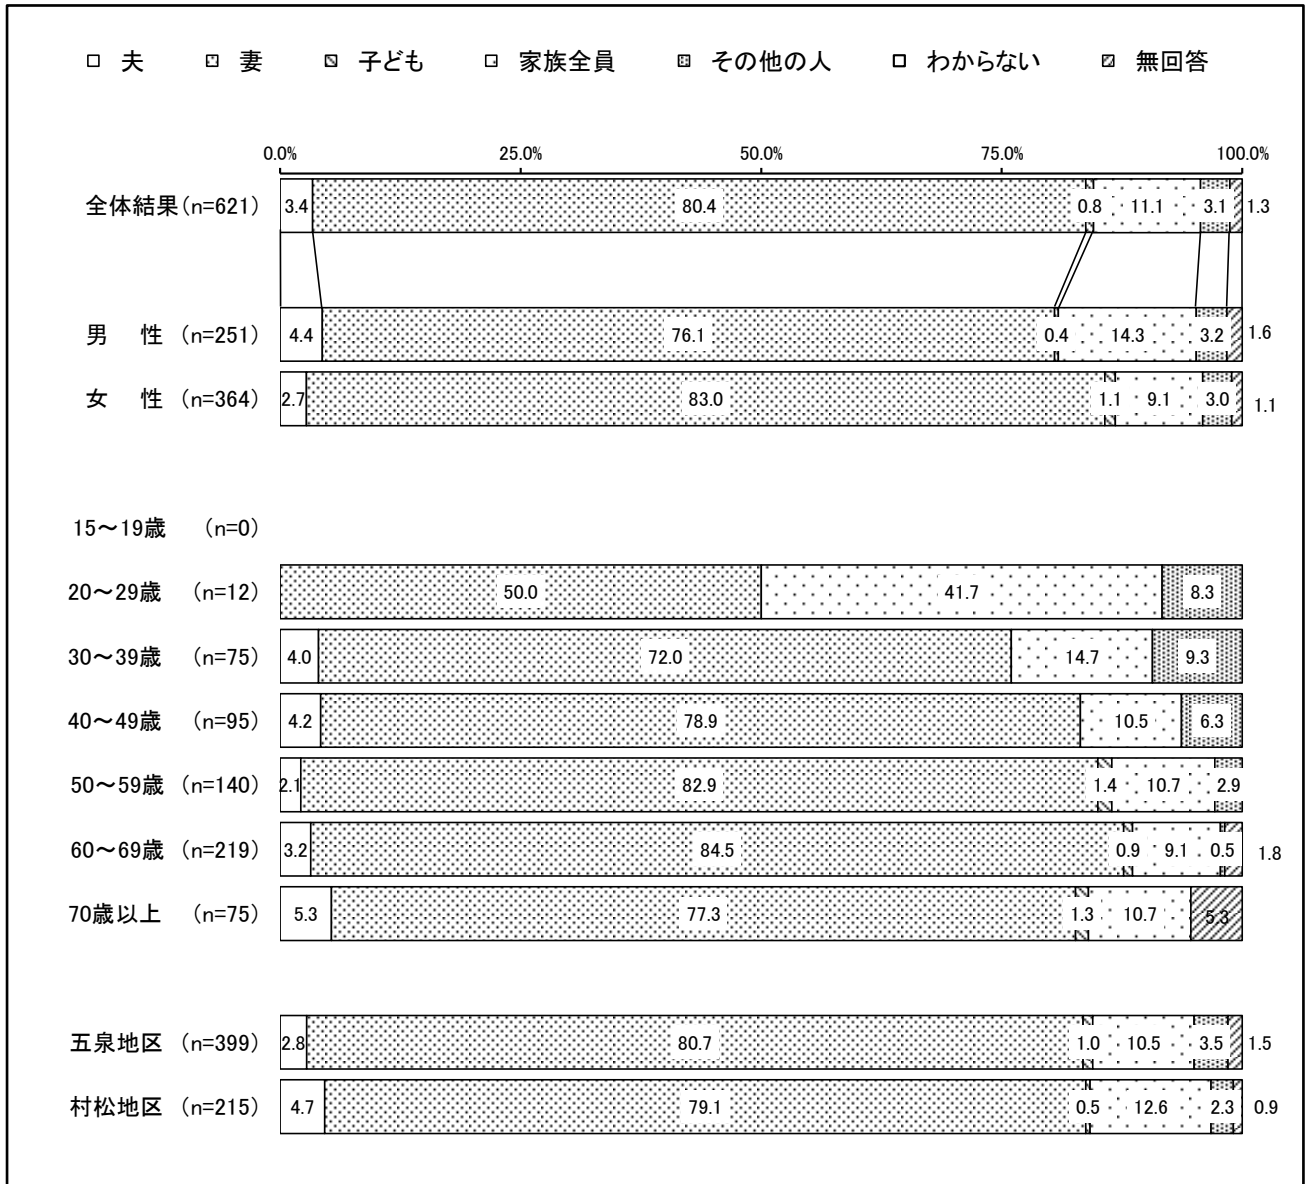 夫 妻 子ども 家族全員 その他の人 わからない 無回答
0.0% 25.0% 50.0% 75.0% 100.0%
全体結果(n=621) 3.4 80.4 0.8 11.1 3.1 1.3
男 性 (n=251) 4.4 76.1 0.4 14.3 3.2 1.6
女 性 (n=364) 2.7 83.0 1.1 9.1 3.0 1.1
15～19歳 (n=0)
20～29歳 (n=12) 50.0 41.7 8.3
30～39歳 (n=75) 4.0 72.0 14.7 9.3
40～49歳 (n=95) 4.2 78.9 10.5 6.3
50～59歳 (n=140) 2.1 82.9 1.4 10.7 2.9
60～69歳 (n=219) 3.2 84.5 0.9 9.1 0.5 1.8
70歳以上 (n=75) 5.3 77.3 1.3 10.7 5.3
五泉地区 (n=399) 2.8 80.7 1.0 10.5 3.5 1.5
村松地区 (n=215) 4.7 79.1 0.5 12.6 2.3 0.9